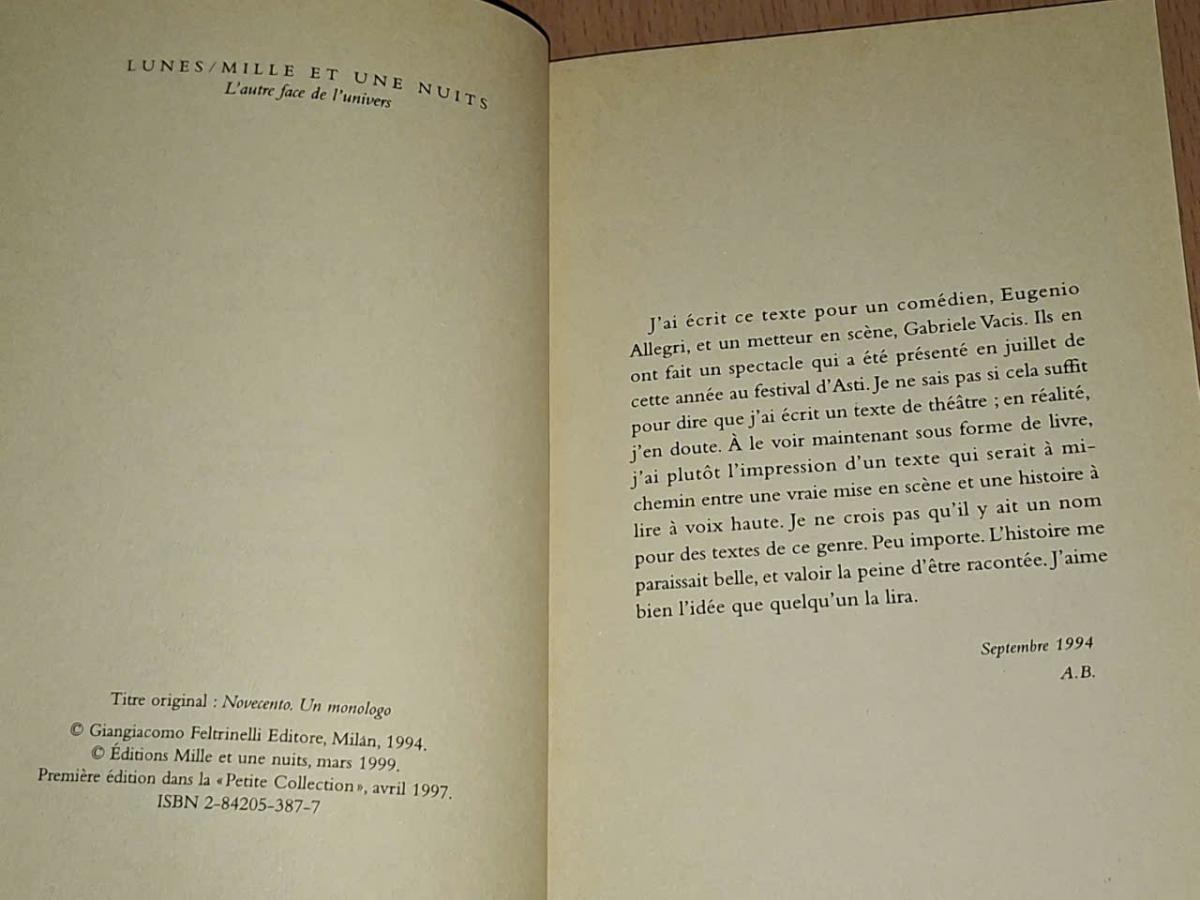 LUNES/MILLE ET UNE NUITS
L'autre face de l'univers
Titre original : Novecento. Un monologo
© Giangiacomo Feltrinelli Editore, Milan, 1994.
© Éditions Mille et une nuits, mars 1999.
Première édition dans la « Petite Collection », avril 1997.
ISBN 2-84205-387-7
J'ai écrit ce texte pour un comédien, Eugenio
Allegri, et un metteur en scène, Gabriele Vacis. Ils en
ont fait un spectacle qui a été présenté en juillet de
cette année au festival d'Asti. Je ne sais pas si cela suffit
pour dire que j'ai écrit un texte de théâtre ; en réalité,
j'en doute. À le voir maintenant sous forme de livre,
j'ai plutôt l'impression d'un texte qui serait à mi-
chemin entre une vraie mise en scène et une histoire à
lire à voix haute. Je ne crois pas qu'il y ait un nom
pour des textes de ce genre. Peu importe. L'histoire me
paraissait belle, et valoir la peine d'être racontée. J'aime
bien l'idée que quelqu'un la lira.
Septembre 1994
A.B.